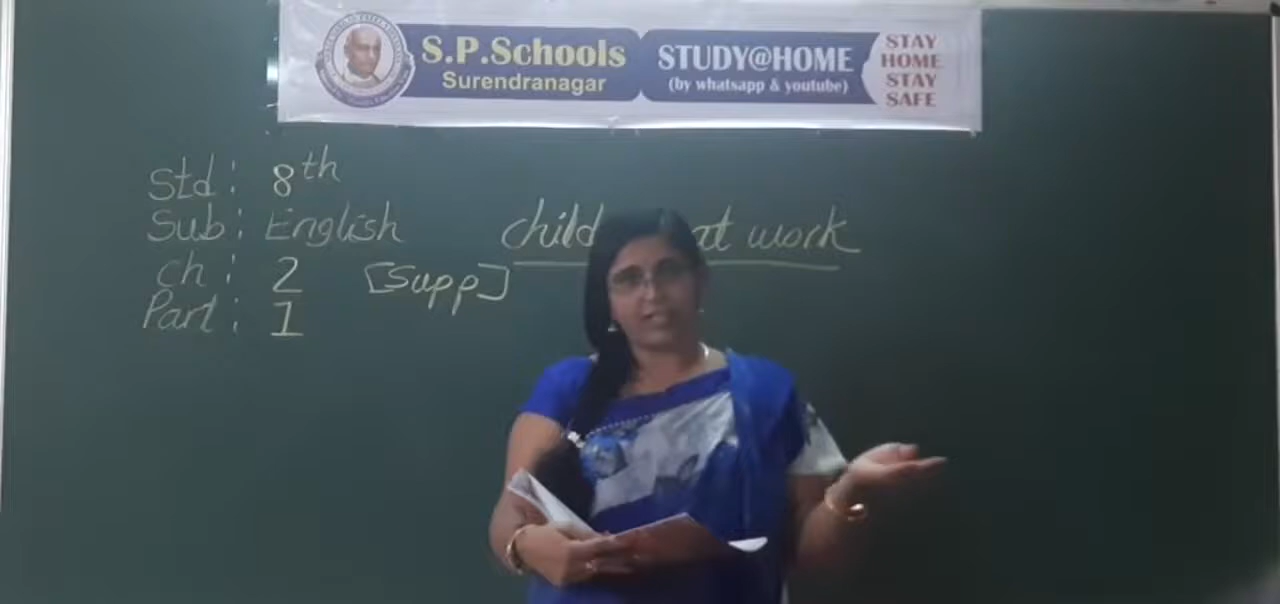 S.P.Schools
Surendranagar
STUDY@HOME
(by whatsapp & youtube)
STAY
HOME
STAY
SAFE
Std: 8th
Sub: English
child at work
ch: 2 [Supp]
Part: 1